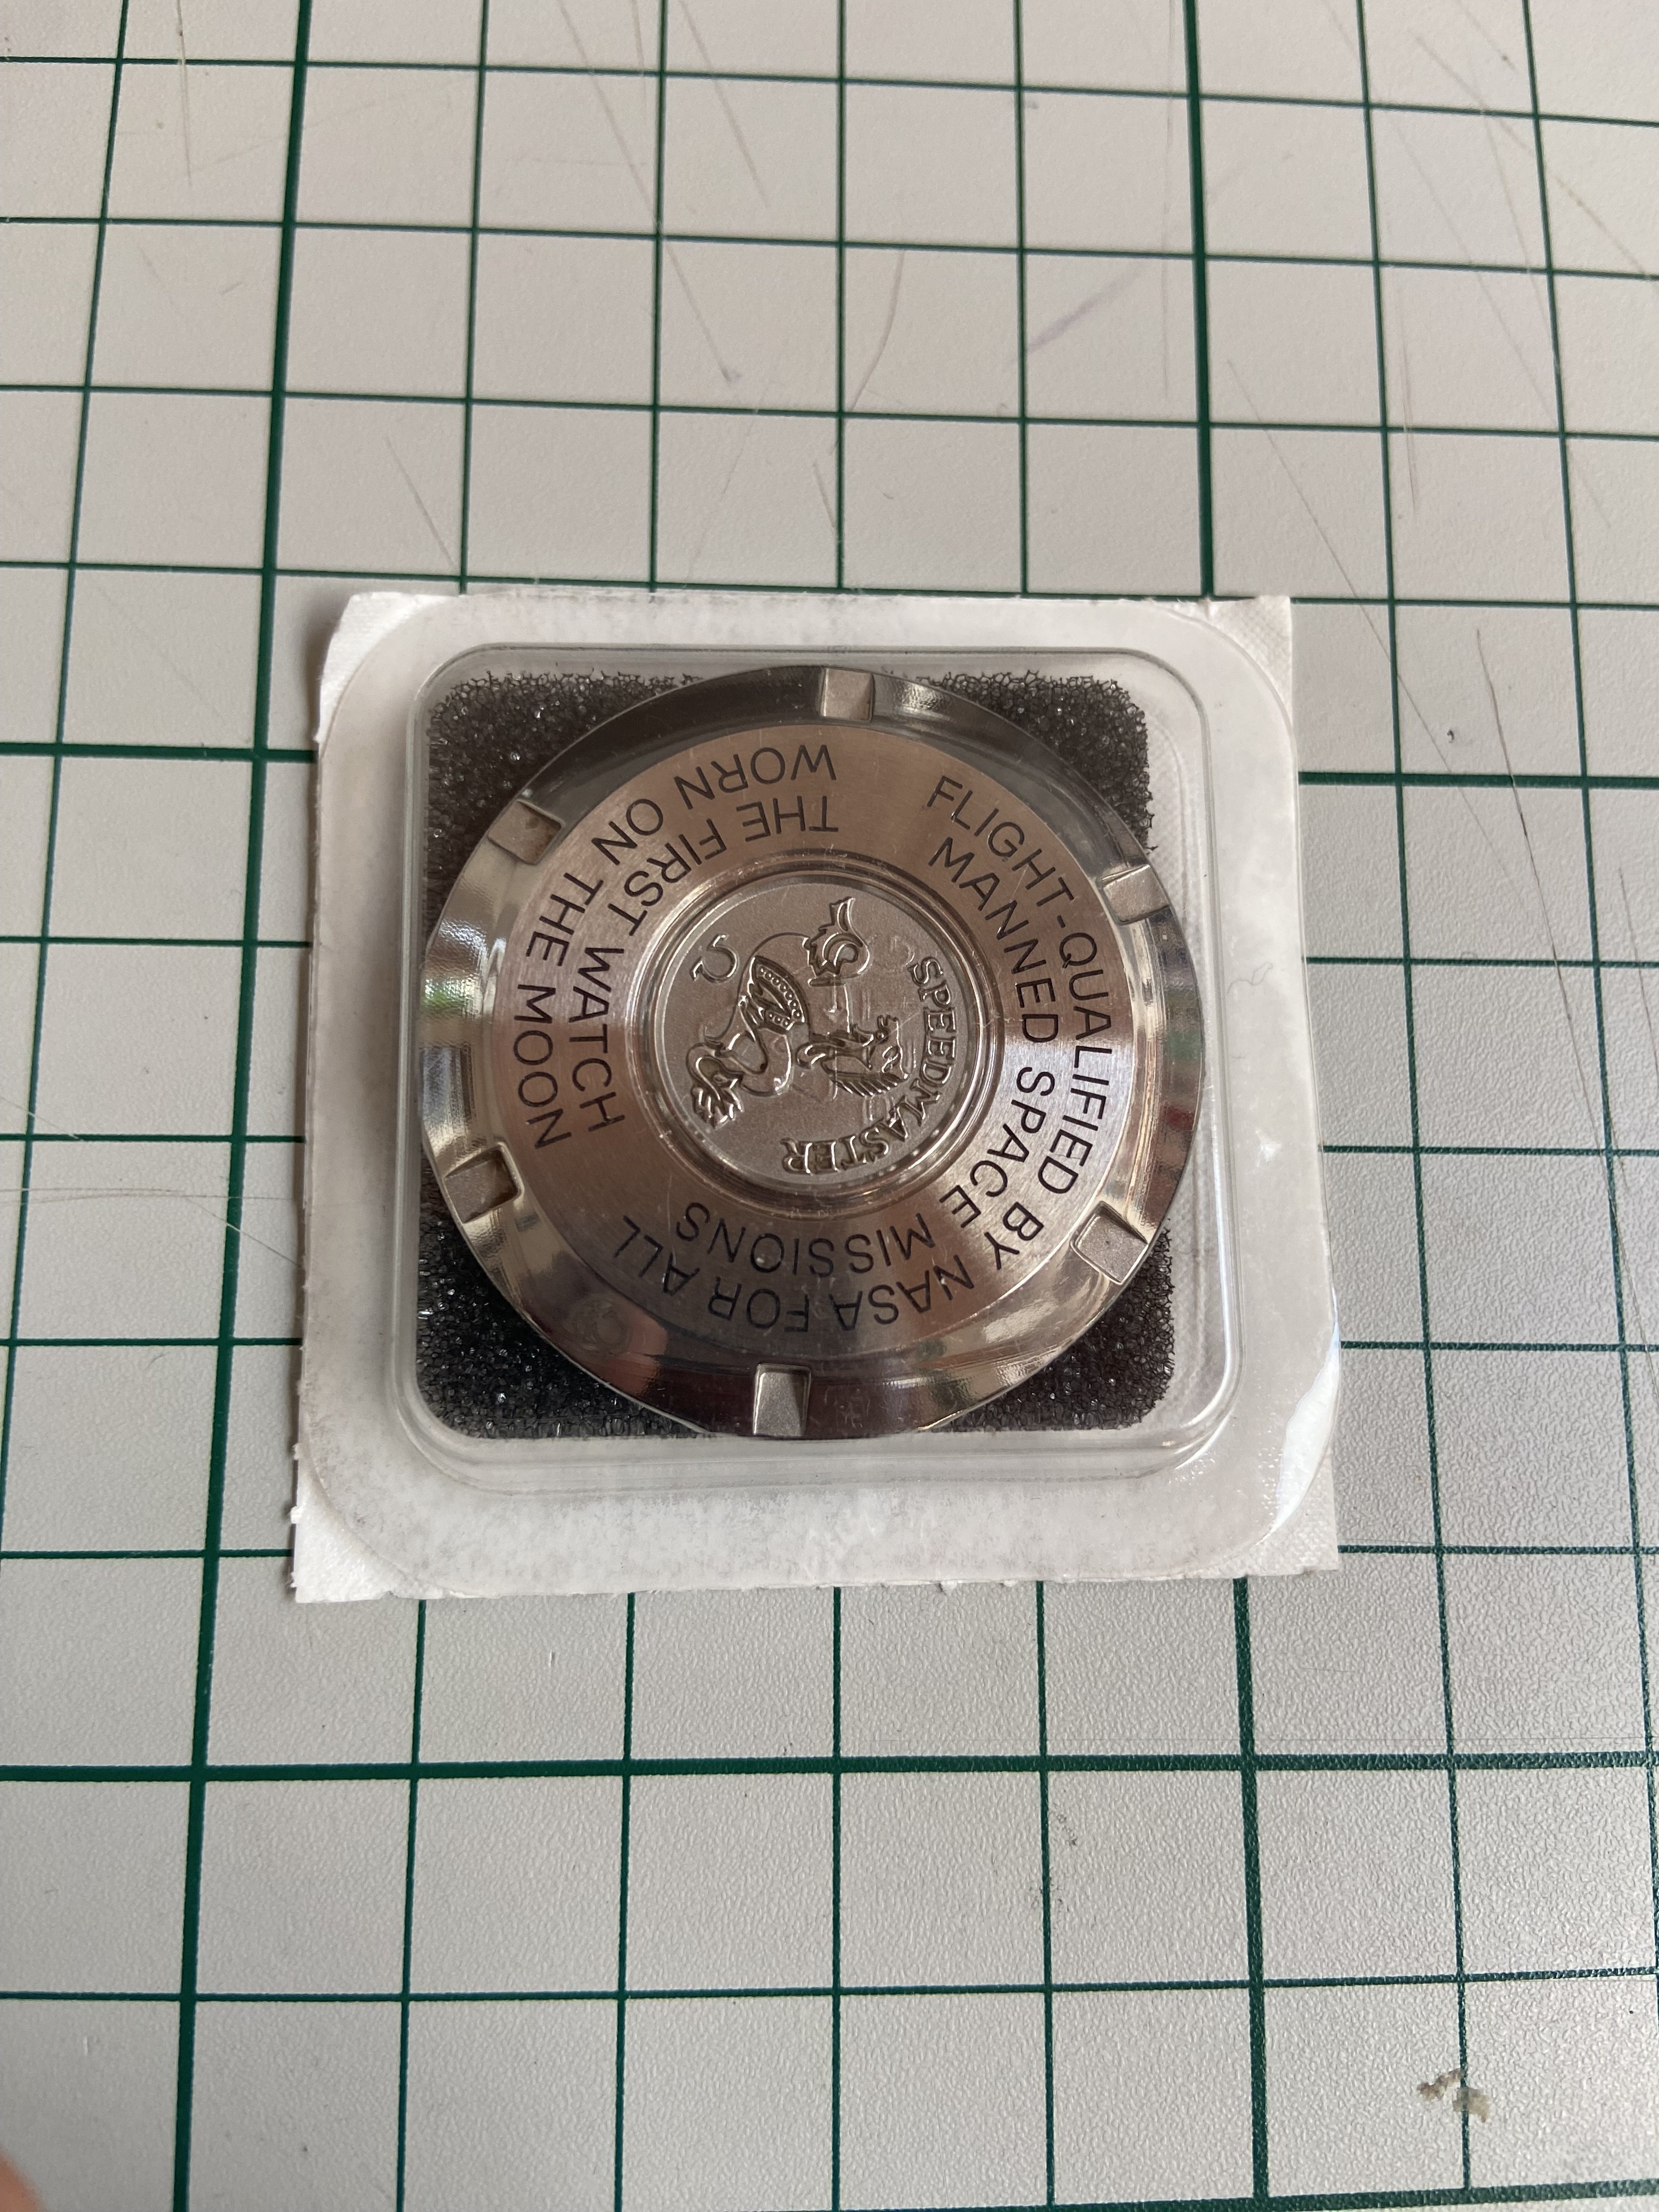 FLIGHT-QUALIFIED BY NASA FOR ALL
MANNED SPACE MISSIONS
THE FIRST WATCH
WORN ON THE MOON
Ω
SPEEDMASTER